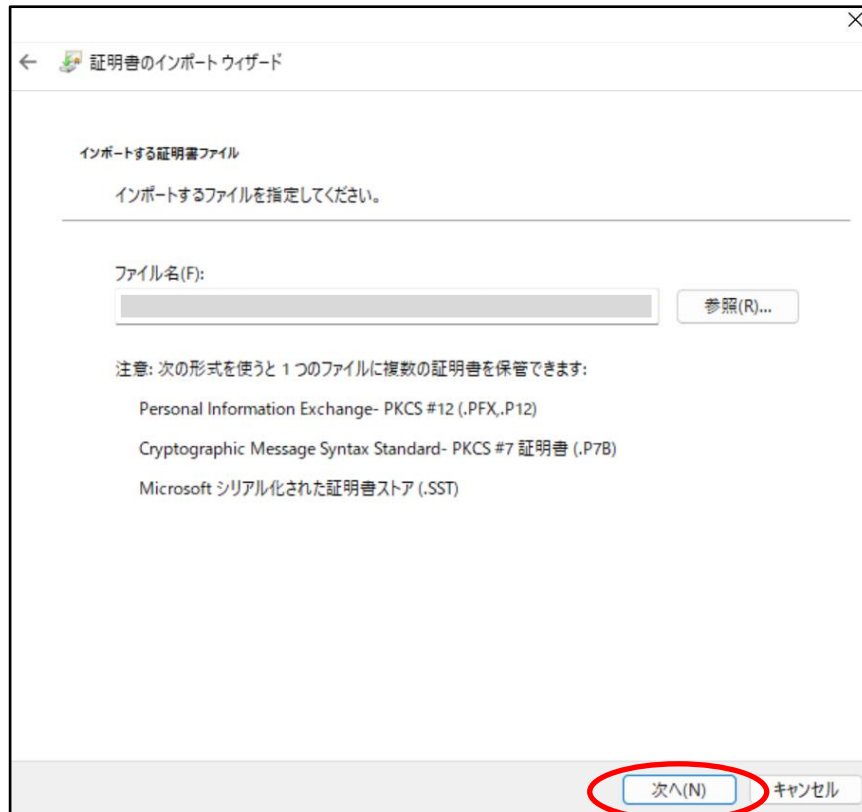 証明書のインポート ウィザード
インポートする証明書ファイル
インポートするファイルを指定してください。
ファイル名(F):
参照(R)...
注意: 次の形式を使うと 1 つのファイルに複数の証明書を保管できます:
Personal Information Exchange- PKCS #12 (.PFX,.P12)
Cryptographic Message Syntax Standard- PKCS #7 証明書 (.P7B)
Microsoft シリアル化された証明書ストア (.SST)
次へ(N)
キャンセル